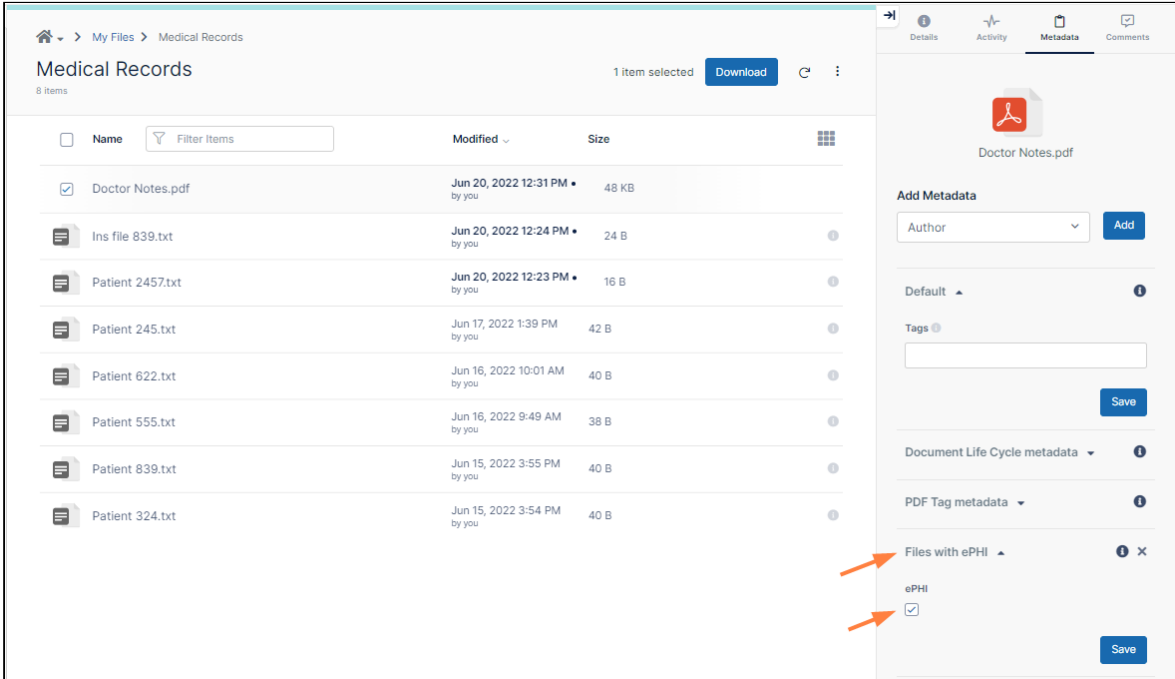 My Files > Medical Records
Medical Records
8 items
1 item selected
Download
Name
Filter Items
Modified
Size
Doctor Notes.pdf
Jun 20, 2022 12:31 PM •
48 KB
by you
Ins file 839.txt
Jun 20, 2022 12:24 PM •
24 B
by you
Patient 2457.txt
Jun 20, 2022 12:23 PM •
16 B
by you
Patient 245.txt
Jun 17, 2022 1:39 PM
42 B
by you
Patient 622.txt
Jun 16, 2022 10:01 AM
40 B
by you
Patient 555.txt
Jun 16, 2022 9:49 AM
38 B
by you
Patient 839.txt
Jun 15, 2022 3:55 PM
40 B
by you
Patient 324.txt
Jun 15, 2022 3:54 PM
40 B
by you
Details
Activity
Metadata
Comments
Doctor Notes.pdf
Add Metadata
Author
Add
Default
Tags
Save
Document Life Cycle metadata
PDF Tag metadata
Files with ePHI
ePHI
Save